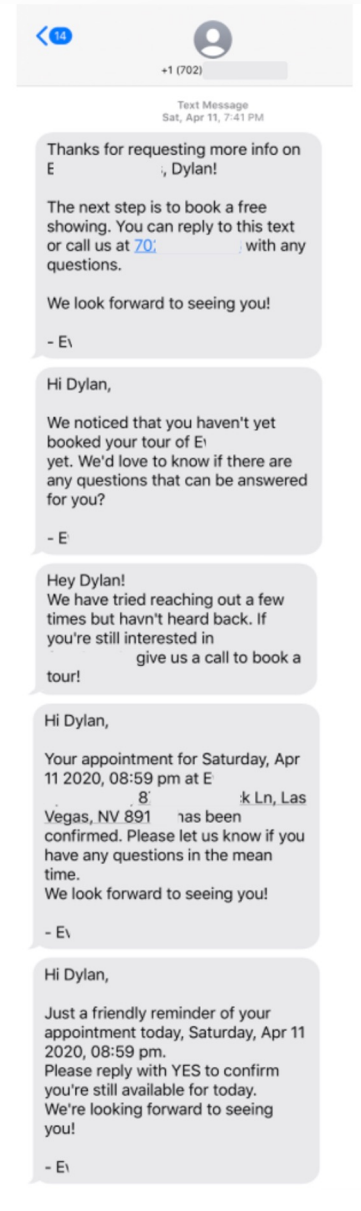 14
+1 (702)
Text Message
Sat, Apr 11, 7:41 PM
Thanks for requesting more info on
E , Dylan!
The next step is to book a free
showing. You can reply to this text
or call us at 702 with any
questions.
We look forward to seeing you!
- Ev
Hi Dylan,
We noticed that you haven't yet
booked your tour of Ev
yet. We'd love to know if there are
any questions that can be answered
for you?
- E
Hey Dylan!
We have tried reaching out a few
times but havn't heard back. If
you're still interested in
give us a call to book a
tour!
Hi Dylan,
Your appointment for Saturday, Apr
11 2020, 08:59 pm at E
8 k Ln, Las
Vegas, NV 891 has been
confirmed. Please let us know if you
have any questions in the mean
time.
We look forward to seeing you!
- Ev
Hi Dylan,
Just a friendly reminder of your
appointment today, Saturday, Apr 11
2020, 08:59 pm.
Please reply with YES to confirm
you're still available for today.
We're looking forward to seeing
you!
- Ev